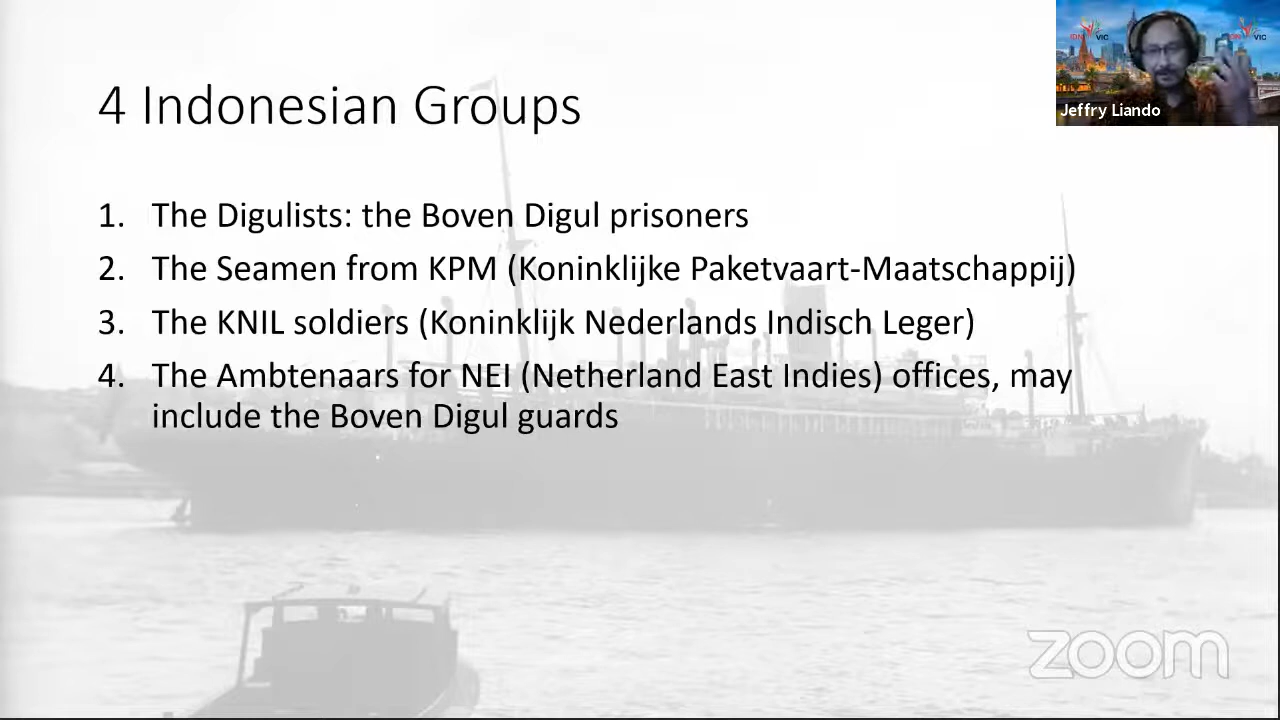 4 Indonesian Groups
1. The Digulists: the Boven Digul prisoners
2. The Seamen from KPM (Koninklijke Paketvaart-Maatschappij)
3. The KNIL soldiers (Koninklijk Nederlands Indisch Leger)
4. The Ambtenaars for NEI (Netherland East Indies) offices, may
include the Boven Digul guards
VIC
VIC
Jeffry Liando
zoom